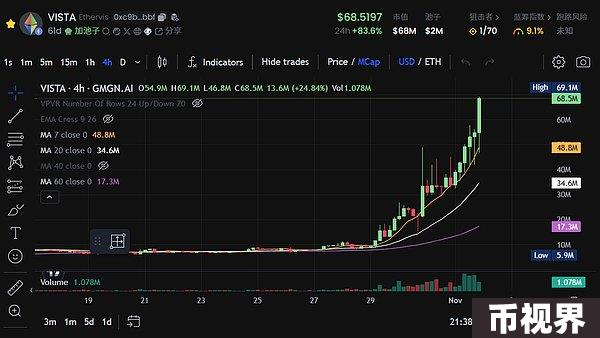 VISTA Ethervis 0xc9b...bbf
61d 加池子 分享
$68.5197
24h +83.6%
市值 $68M
池子 $2M
狙击者 1/70
蓝筹指数 9.1%
跑路风险 未知
1s 1m 5m 15m 1h 4h D Indicators Hide trades Price / MCap USD / ETH
VISTA · 4h · GMGN.AI O54.9M H69.1M L46.8M C68.5M 13.6M (+24.84%) Vol1.078M
VPVR Number Of Rows 24 Up/Down 70
EMA Cross 9 26
MA 7 close 0 48.8M
MA 20 close 0 34.6M
MA 40 close 0
MA 60 close 0 17.3M
High 69.1M
68.5M
60M
48.8M
40M
34.6M
30M
20M
17.3M
10M
Low 5.9M
Volume 1.078M
1.078M
19 21 23 25 27 29 Nov
3m 1m 5d 1d
21:38
币视界